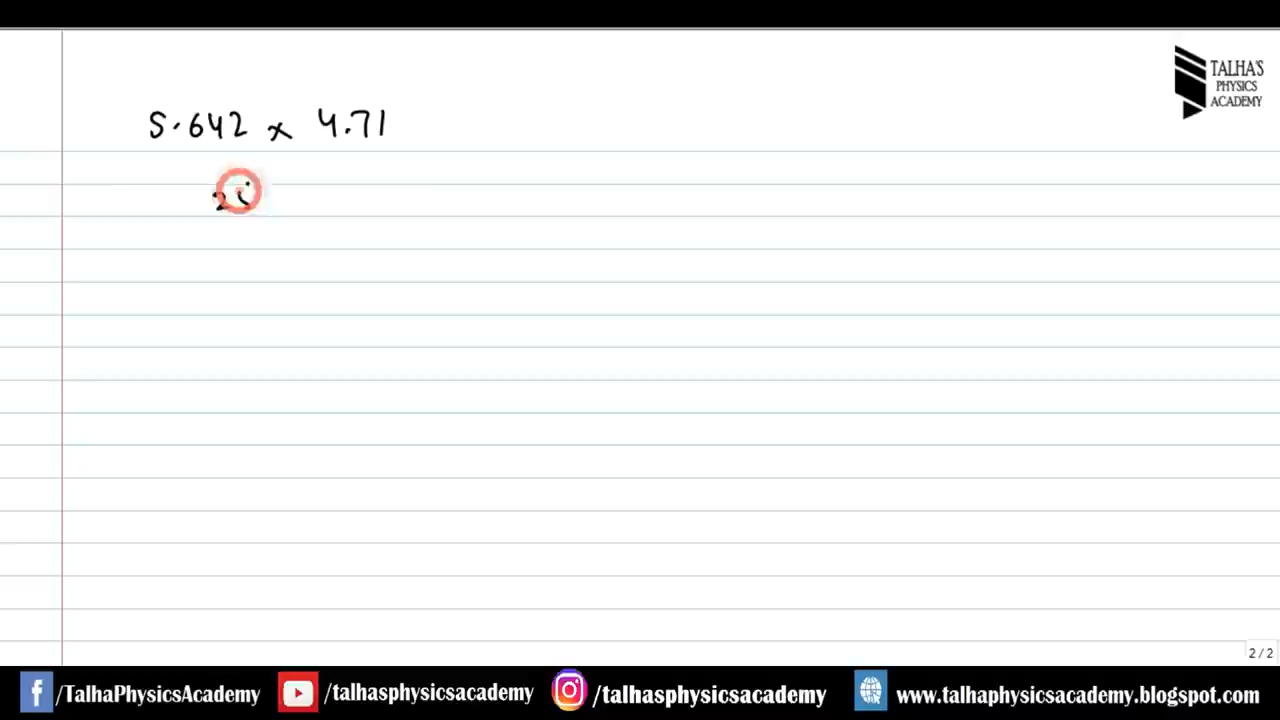 TALHA'S
PHYSICS
ACADEMY
5.642 x 4.71
2/2
/TalhaPhysicsAcademy
/talhasphysicsacademy
/talhasphysicsacademy
www.talhaphysicsacademy.blogspot.com